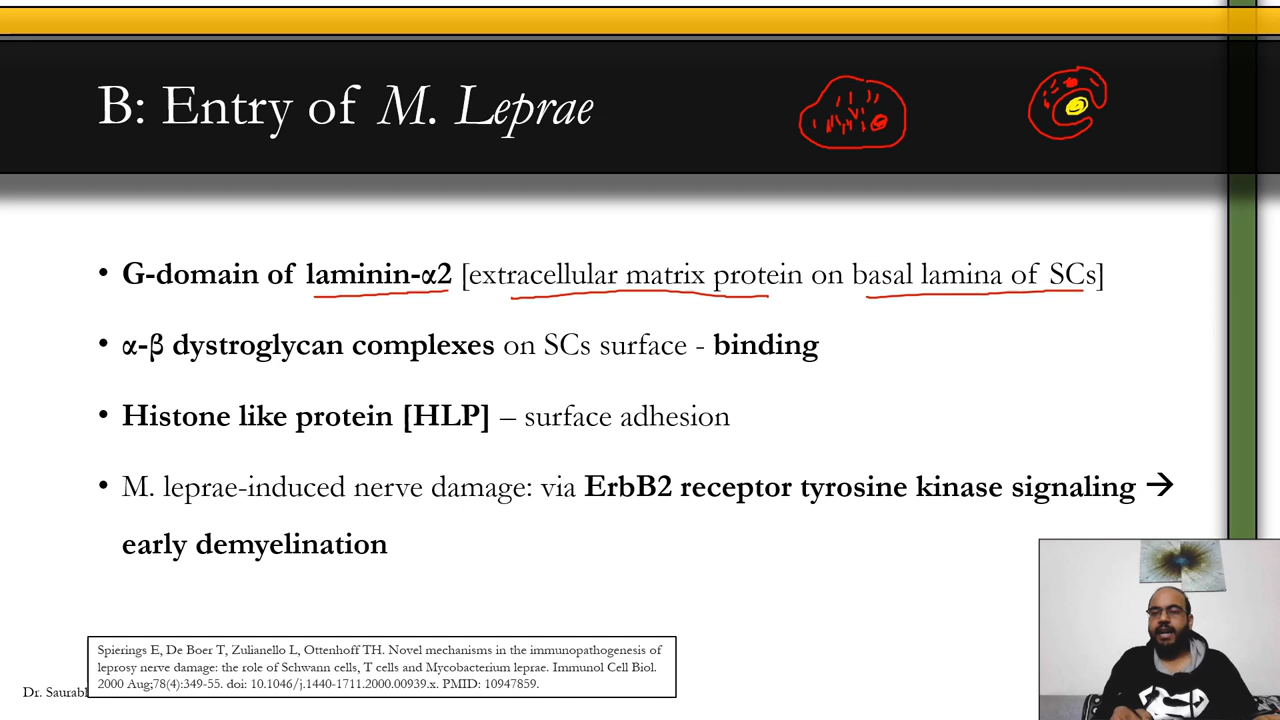 B: Entry of M. Leprae
• G-domain of laminin-α2 [extracellular matrix protein on basal lamina of SCs]
• α-β dystroglycan complexes on SCs surface - binding
• Histone like protein [HLP] – surface adhesion
• M. leprae-induced nerve damage: via ErbB2 receptor tyrosine kinase signaling →
early demyelination
Spierings E, De Boer T, Zulianello L, Ottenhoff TH. Novel mechanisms in the immunopathogenesis of
leprosy nerve damage: the role of Schwann cells, T cells and Mycobacterium leprae. Immunol Cell Biol.
2000 Aug;78(4):349-55. doi: 10.1046/j.1440-1711.2000.00939.x. PMID: 10947859.
Dr.